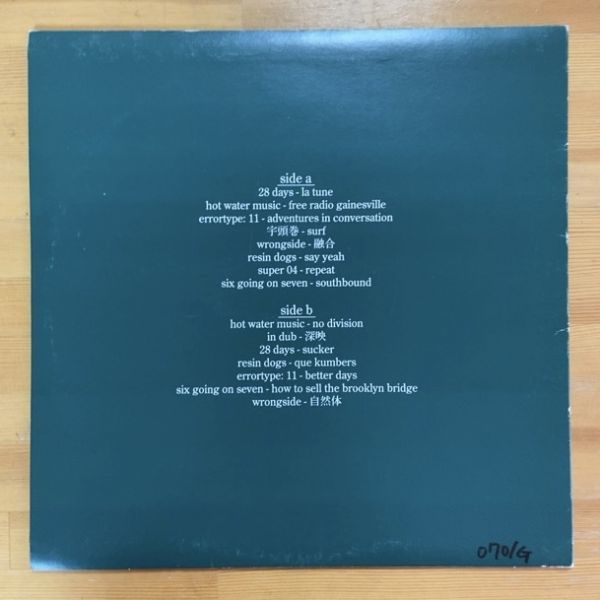 side a
28 days - la tune
hot water music - free radio gainesville
errortype: 11 - adventures in conversation
宇頭巻 - surf
wrongside - 融合
resin dogs - say yeah
super 04 - repeat
six going on seven - southbound
side b
hot water music - no division
in dub - 深映
28 days - sucker
resin dogs - que kumbers
errortype: 11 - better days
six going on seven - how to sell the brooklyn bridge
wrongside - 自然体
070/G